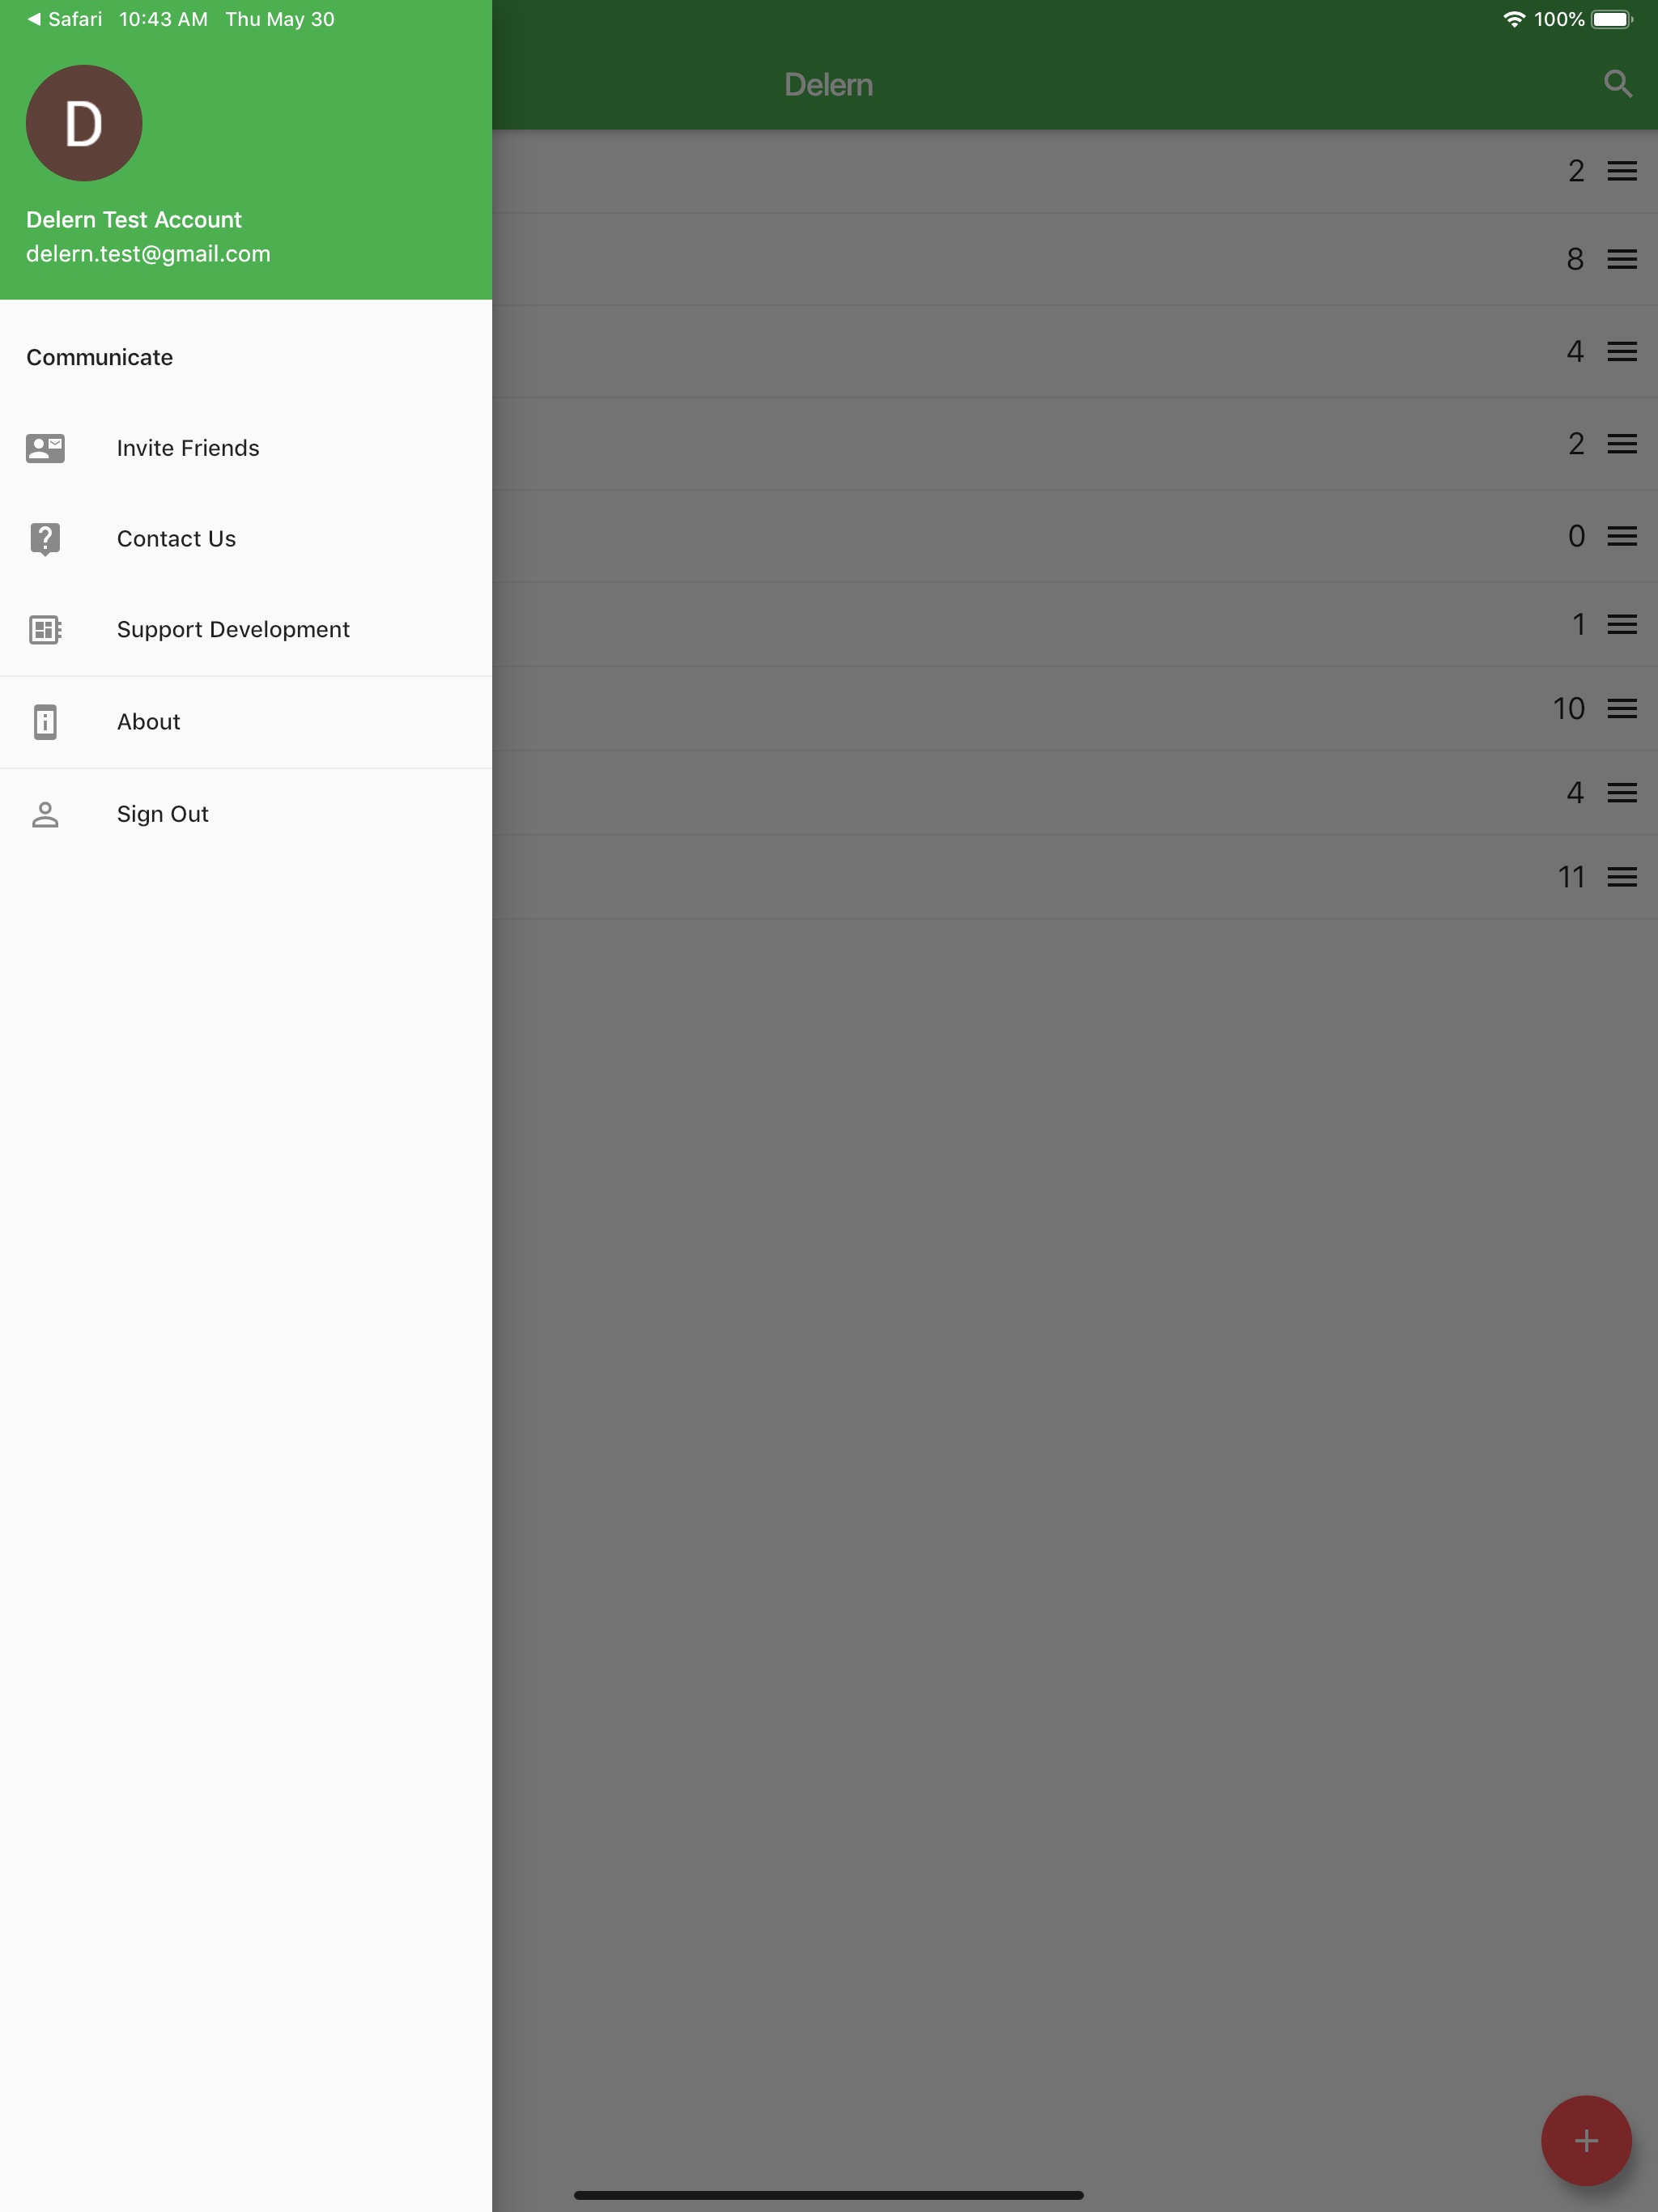 Safari 10:43 AM Thu May 30
100%
D
Delern Test Account
delern.test@gmail.com
Communicate
Invite Friends
Contact Us
Support Development
About
Sign Out
Delern
2
8
4
2
0
1
10
4
11